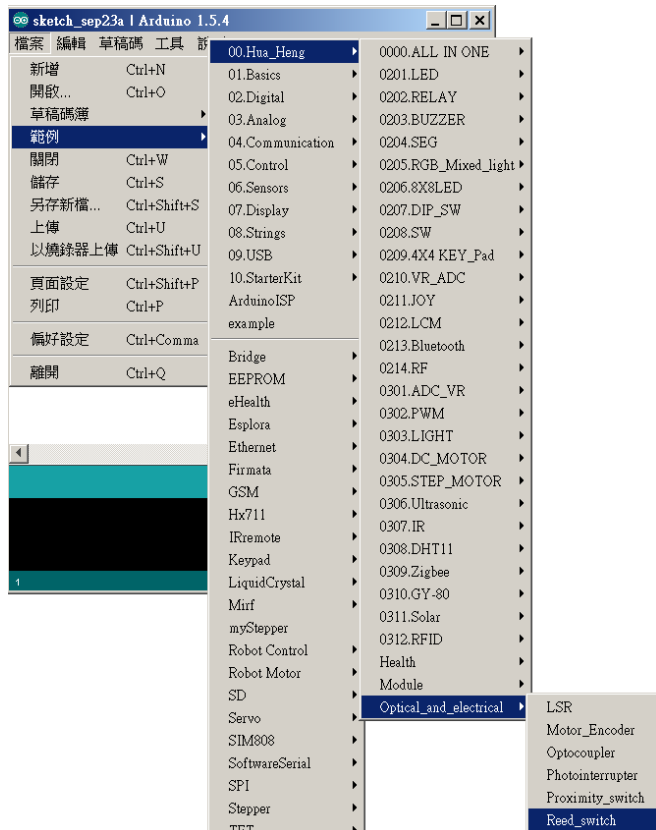 sketch_sep23a | Arduino 1.5.4
檔案 編輯 草稿碼 工具
新增 Ctrl+N
開啟... Ctrl+O
草稿碼簿
範例
關閉 Ctrl+W
儲存 Ctrl+S
另存新檔... Ctrl+Shift+S
上傳 Ctrl+U
以燒錄器上傳 Ctrl+Shift+U
頁面設定 Ctrl+Shift+P
列印 Ctrl+P
偏好設定 Ctrl+Comma
離開 Ctrl+Q
1
00.Hua_Heng
01.Basics
02.Digital
03.Analog
04.Communication
05.Control
06.Sensors
07.Display
08.Strings
09.USB
10.StarterKit
ArduinoISP
example
Bridge
EEPROM
eHealth
Esplora
Ethernet
Firmata
GSM
Hx711
IRremote
Keypad
LiquidCrystal
Mirf
myStepper
Robot Control
Robot Motor
SD
Servo
SIM808
SoftwareSerial
SPI
Stepper
0000.ALL IN ONE
0201.LED
0202.RELAY
0203.BUZZER
0204.SEG
0205.RGB_Mixed_light
0206.8X8LED
0207.DIP_SW
0208.SW
0209.4X4 KEY_Pad
0210.VR_ADC
0211.JOY
0212.LCM
0213.Bluetooth
0214.RF
0301.ADC_VR
0302.PWM
0303.LIGHT
0304.DC_MOTOR
0305.STEP_MOTOR
0306.Ultrasonic
0307.IR
0308.DHT11
0309.Zigbee
0310.GY-80
0311.Solar
0312.RFID
Health
Module
Optical_and_electrical
LSR
Motor_Encoder
Optocoupler
Photointerrupter
Proximity_switch
Reed_switch